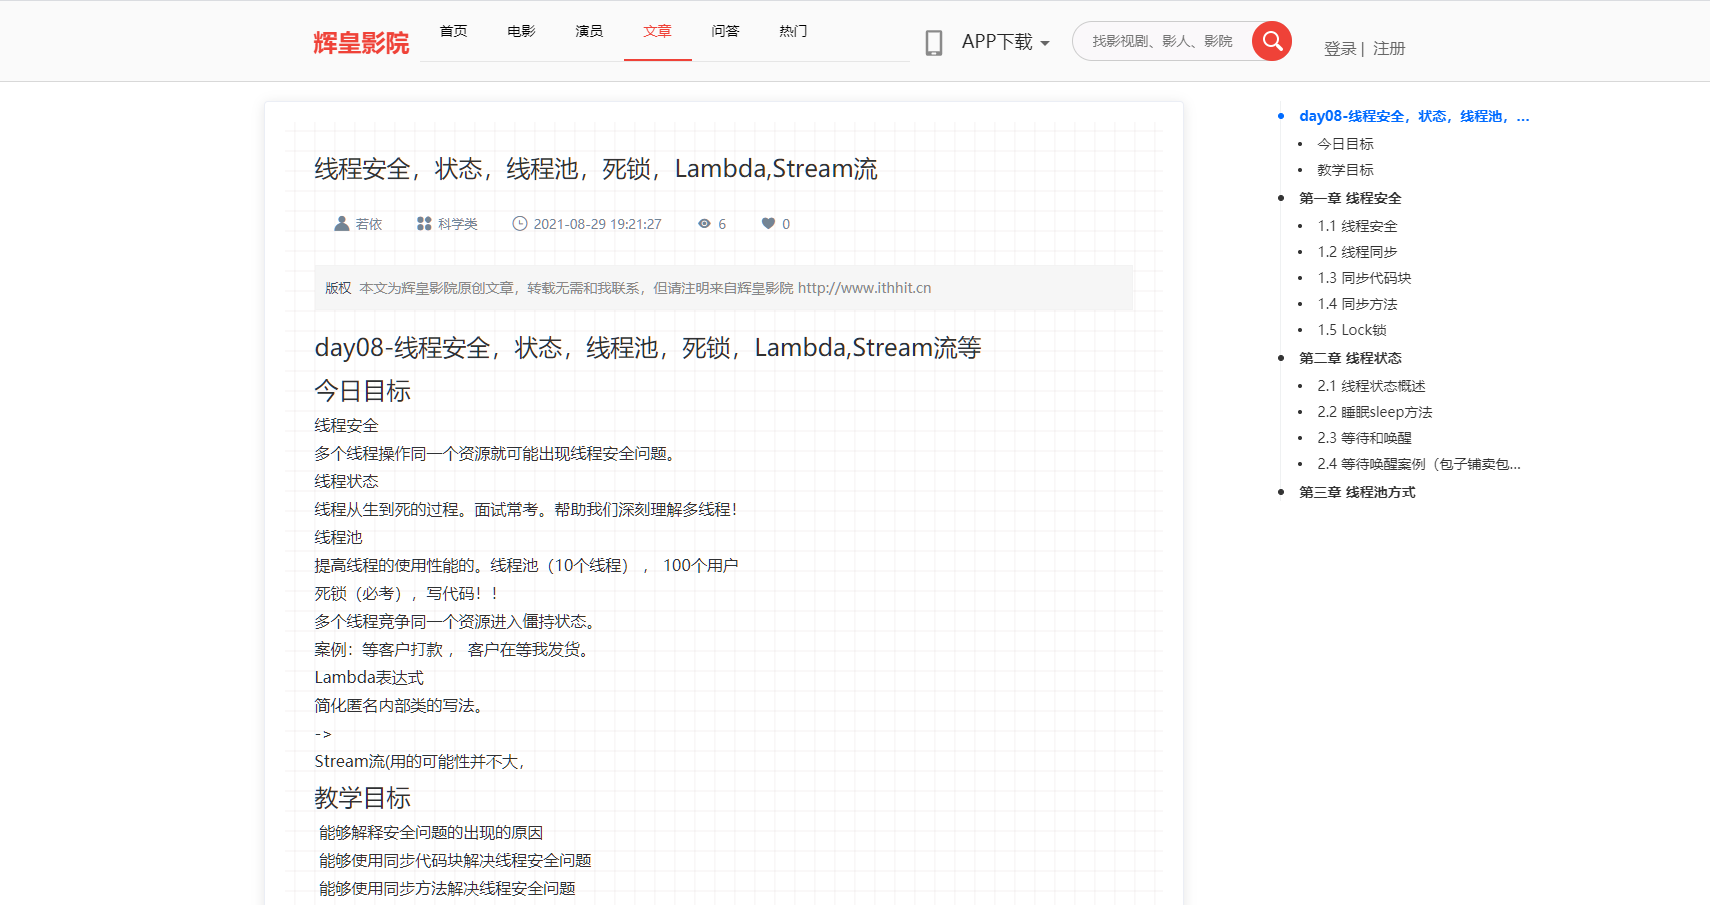 辉皇影院
首页 电影 演员 文章 问答 热门
APP下载
找影视剧、影人、影院
登录 | 注册
线程安全，状态，线程池，死锁，Lambda,Stream流
若依 科学类 2021-08-29 19:21:27 6 0
版权 本文为辉皇影院原创文章，转载无需和我联系，但请注明来自辉皇影院 http://www.ithhit.cn
day08-线程安全，状态，线程池，死锁，Lambda,Stream流等
今日目标
线程安全
多个线程操作同一个资源就可能出现线程安全问题。
线程状态
线程从生到死的过程。面试常考。帮助我们深刻理解多线程！
线程池
提高线程的使用性能的。线程池（10个线程） ， 100个用户
死锁（必考），写代码！！
多个线程竞争同一个资源进入僵持状态。
案例：等客户打款 ， 客户在等我发货。
Lambda表达式
简化匿名内部类的写法。
->
Stream流(用的可能性并不大，
教学目标
能够解释安全问题的出现的原因
能够使用同步代码块解决线程安全问题
能够使用同步方法解决线程安全问题
day08-线程安全，状态，线程池，...
今日目标
教学目标
第一章 线程安全
1.1 线程安全
1.2 线程同步
1.3 同步代码块
1.4 同步方法
1.5 Lock锁
第二章 线程状态
2.1 线程状态概述
2.2 睡眠sleep方法
2.3 等待和唤醒
2.4 等待唤醒案例（包子铺卖包...
第三章 线程池方式